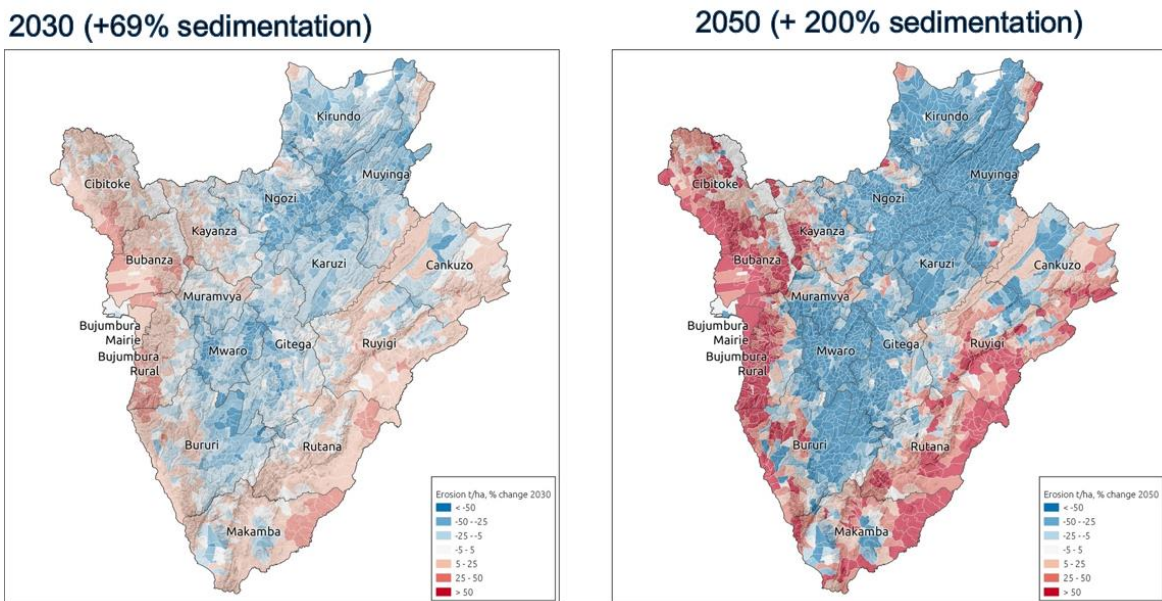 2030 (+69% sedimentation)
2050 (+ 200% sedimentation)
Kirundo
Cibitoke
Muyinga
Ngozi
Kayanza
Bubanza
Karuzi
Cankuzo
Muramvya
Bujumbura
Mairie
Bujumbura
Rural
Mwaro
Gitega
Ruyigi
Bururi
Rutana
Makamba
Erosion t/ha, % change 2030
< -50
-50 - -25
-25 - -5
-5 - 5
5 - 25
25 - 50
> 50
Kirundo
Cibitoke
Muyinga
Ngozi
Kayanza
Bubanza
Karuzi
Cankuzo
Muramvya
Bujumbura
Mairie
Bujumbura
Rural
Mwaro
Gitega
Ruyigi
Bururi
Rutana
Makamba
Erosion t/ha, % change 2050
< -50
-50 - -25
-25 - -5
-5 - 5
5 - 25
25 - 50
> 50